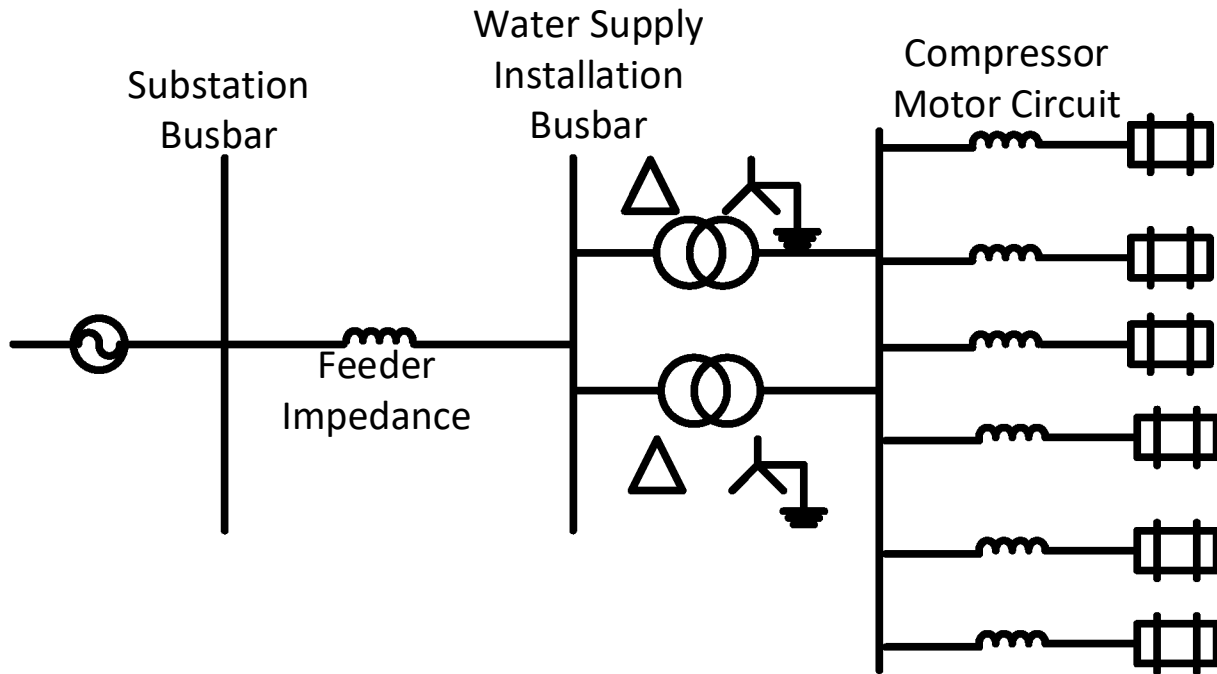 Substation
Busbar
Water Supply
Installation
Busbar
Compressor
Motor Circuit
Feeder
Impedance